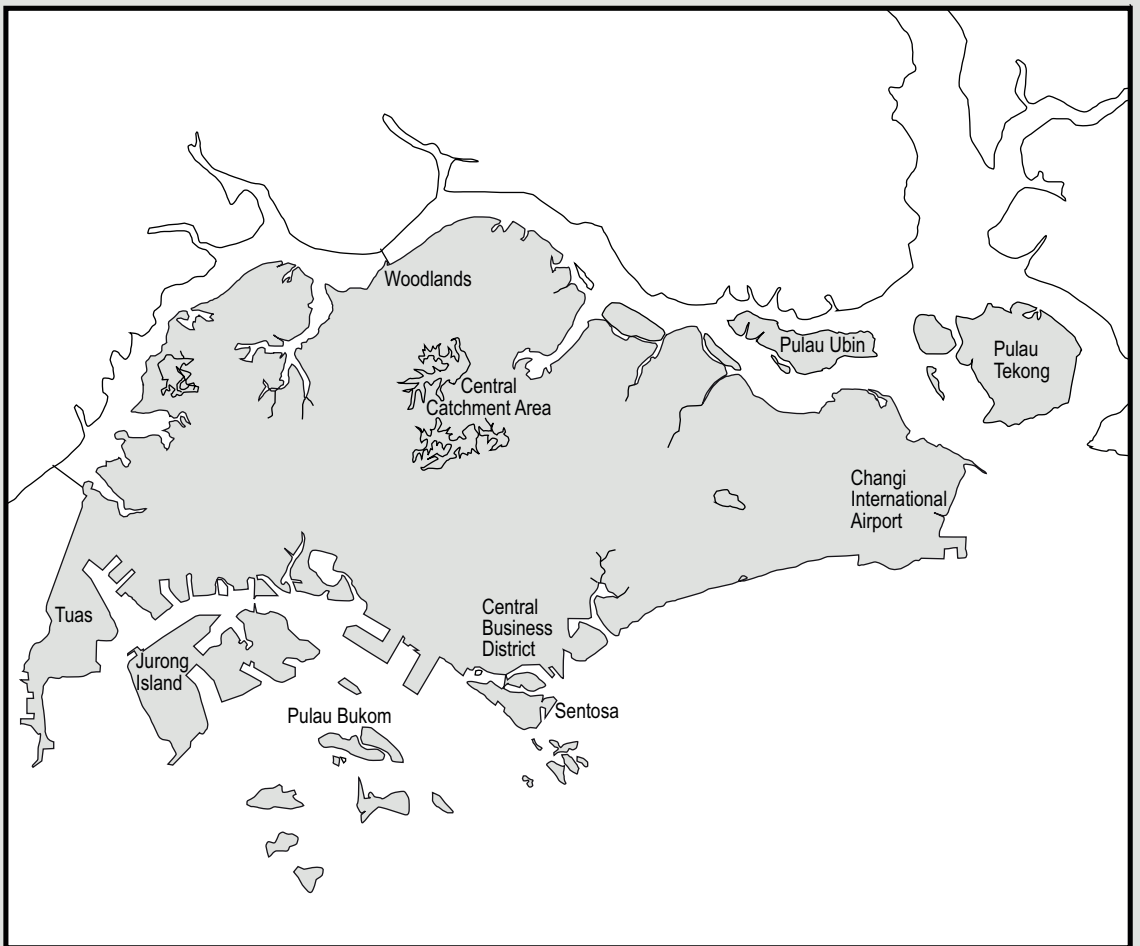 Woodlands
Pulau Ubin
Pulau
Tekong
Central
Catchment Area
Changi
International
Airport
Tuas
Central
Business
District
Jurong
Island
Pulau Bukom
Sentosa